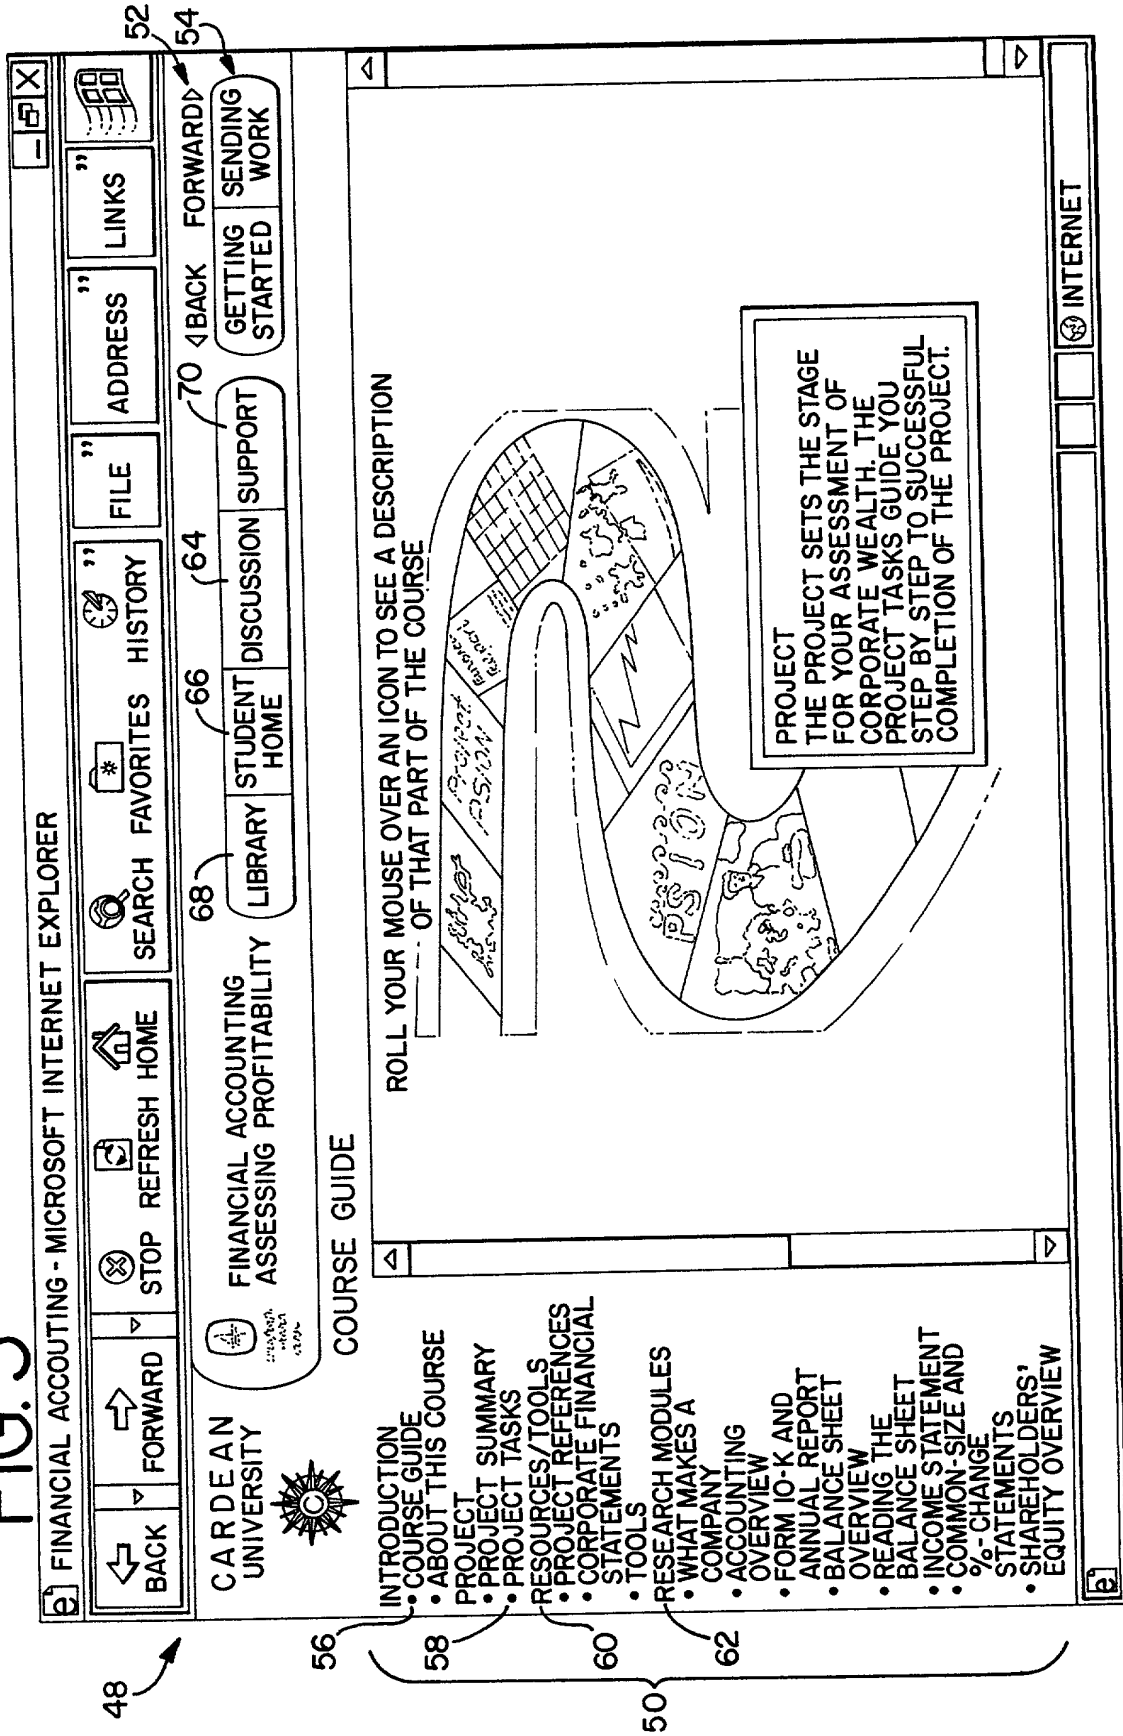 FIG. 3
FINANCIAL ACCOUTING - MICROSOFT INTERNET EXPLORER
BACK
FORWARD
STOP
REFRESH
HOME
SEARCH
FAVORITES
HISTORY
"
FILE
"
ADDRESS
"
LINKS
"
CARDEAN
UNIVERSITY
C
FINANCIAL ACCOUNTING
ASSESSING PROFITABILITY
LIBRARY
STUDENT
HOME
DISCUSSION
SUPPORT
BACK
FORWARD
GETTING
STARTED
SENDING
WORK
48
68
66
64
70
52
54
COURSE GUIDE
INTRODUCTION
• COURSE GUIDE
• ABOUT THIS COURSE
PROJECT
• PROJECT SUMMARY
• PROJECT TASKS
RESOURCES/TOOLS
• PROJECT REFERENCES
• CORPORATE FINANCIAL
STATEMENTS
• TOOLS
RESEARCH MODULES
• WHAT MAKES A
COMPANY
• ACCOUNTING
OVERVIEW
• FORM 10-K AND
ANNUAL REPORT
• BALANCE SHEET
OVERVIEW
• READING THE
BALANCE SHEET
• INCOME STATEMENT
• COMMON-SIZE AND
%-CHANGE
STATEMENTS
• SHAREHOLDERS'
EQUITY OVERVIEW
56
58
60
62
50
ROLL YOUR MOUSE OVER AN ICON TO SEE A DESCRIPTION
OF THAT PART OF THE COURSE
Project
PSION
Report
PSION
PROJECT
THE PROJECT SETS THE STAGE
FOR YOUR ASSESSMENT OF
CORPORATE WEALTH. THE
PROJECT TASKS GUIDE YOU
STEP BY STEP TO SUCCESSFUL
COMPLETION OF THE PROJECT.
e
INTERNET